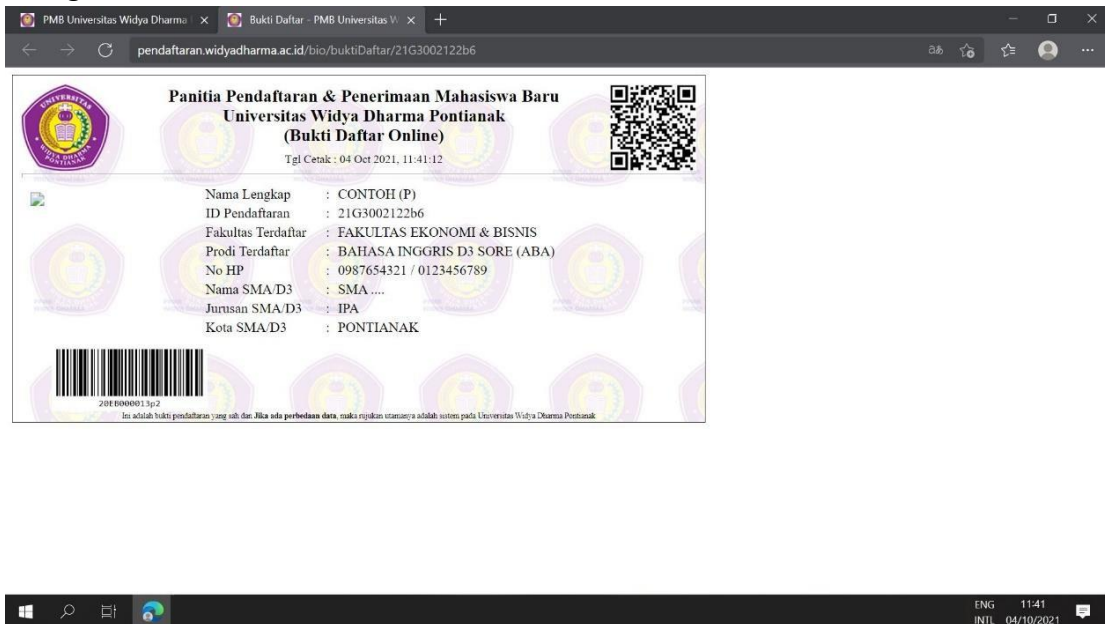 PMB Universitas Widya Dharma
Bukti Daftar - PMB Universitas W
pendaftaran.widyadharma.ac.id/bio/buktiDaftar/21G3002122b6
UNIVERSITAS
WIDYA DHARMA
PONTIANAK
Panitia Pendaftaran & Penerimaan Mahasiswa Baru
Universitas Widya Dharma Pontianak
(Bukti Daftar Online)
Tgl Cetak : 04 Oct 2021, 11:41:12
Nama Lengkap : CONTOH (P)
ID Pendaftaran : 21G3002122b6
Fakultas Terdaftar : FAKULTAS EKONOMI & BISNIS
Prodi Terdaftar : BAHASA INGGRIS D3 SORE (ABA)
No HP : 0987654321 / 0123456789
Nama SMA/D3 : SMA ....
Jurusan SMA/D3 : IPA
Kota SMA/D3 : PONTIANAK
20EB000013p2
Ini adalah bukti pendaftaran yang sah dan Jika ada perbedaan data, maka rujukan utamanya adalah sistem pada Universitas Widya Dharma Pontianak
ENG 11:41
INTL 04/10/2021